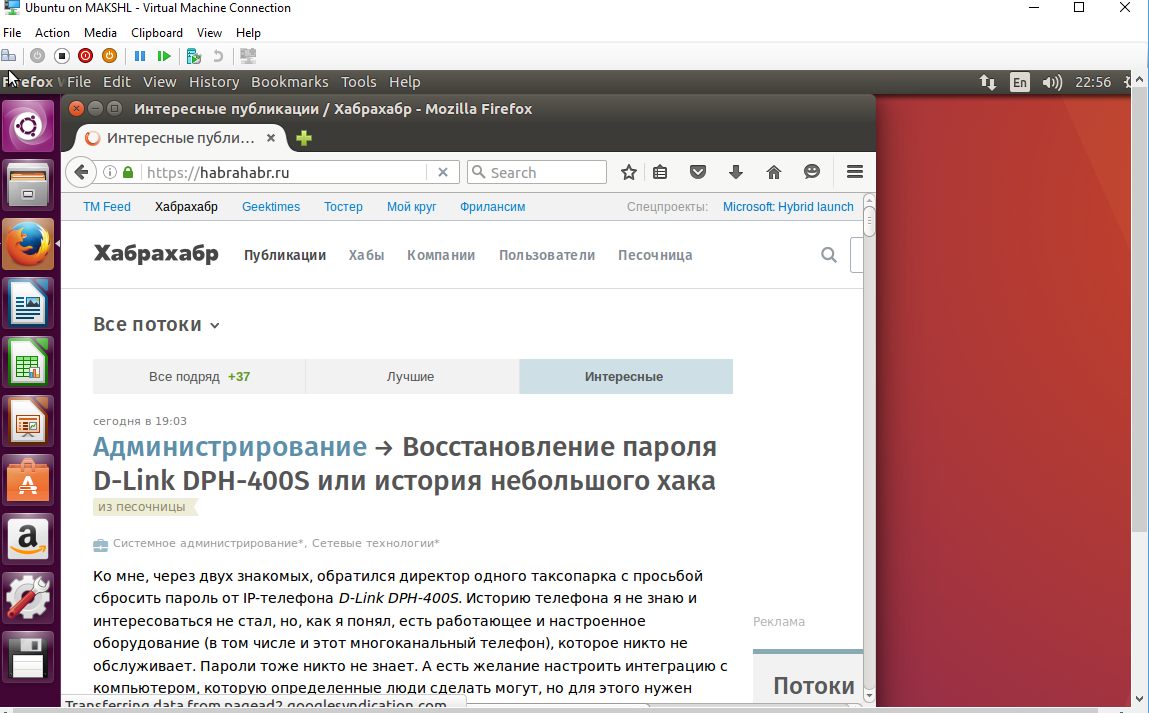 Ubuntu on MAKSHL - Virtual Machine Connection
File Action Media Clipboard View Help
Firefox File Edit View History Bookmarks Tools Help En 22:56
Интересные публикации / Хабрахабр - Mozilla Firefox
Интересные публи...
https://habrahabr.ru Search
TM Feed Хабрахабр Geektimes Тостер Мой круг Фрилансим Спецпроекты: Microsoft: Hybrid launch
Хабрахабр Публикации Хабы Компании Пользователи Песочница
Все потоки
Все подряд +37 Лучшие Интересные
сегодня в 19:03
Администрирование → Восстановление пароля
D-Link DPH-400S или история небольшого хака
из песочницы
Системное администрирование*, Сетевые технологии*
Ко мне, через двух знакомых, обратился директор одного таксопарка с просьбой
сбросить пароль от IP-телефона D-Link DPH-400S. Историю телефона я не знаю и
интересоваться не стал, но, как я понял, есть работающее и настроенное
Реклама
оборудование (в том числе и этот многоканальный телефон), которое никто не
обслуживает. Пароли тоже никто не знает. А есть желание настроить интеграцию с
компьютером, которую определенные люди сделать могут, но для этого нужен
Потоки
Transferring data from pagead2.googlesyndication.com...